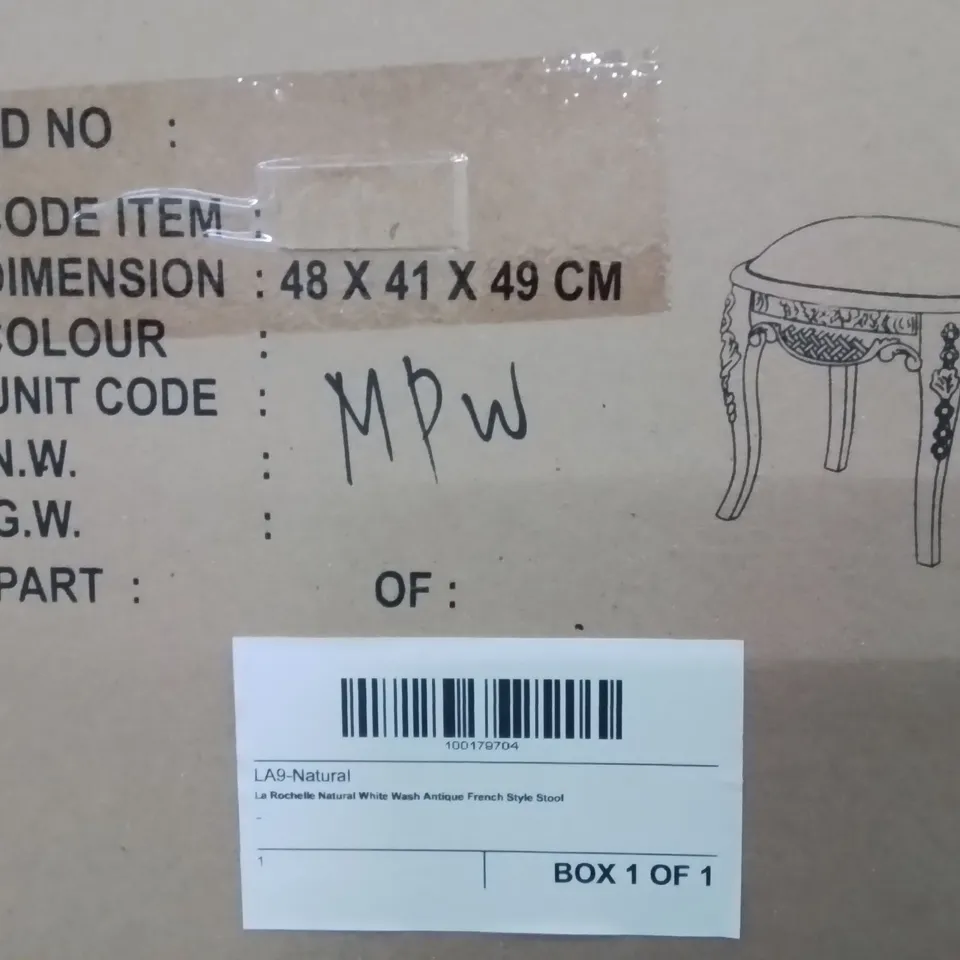 D NO :
CODE ITEM :
DIMENSION : 48 X 41 X 49 CM
COLOUR :
UNIT CODE :
MPW
N.W. :
G.W. :
PART : OF :
100179704
LA9-Natural
La Rochelle Natural White Wash Antique French Style Stool
-
1
BOX 1 OF 1